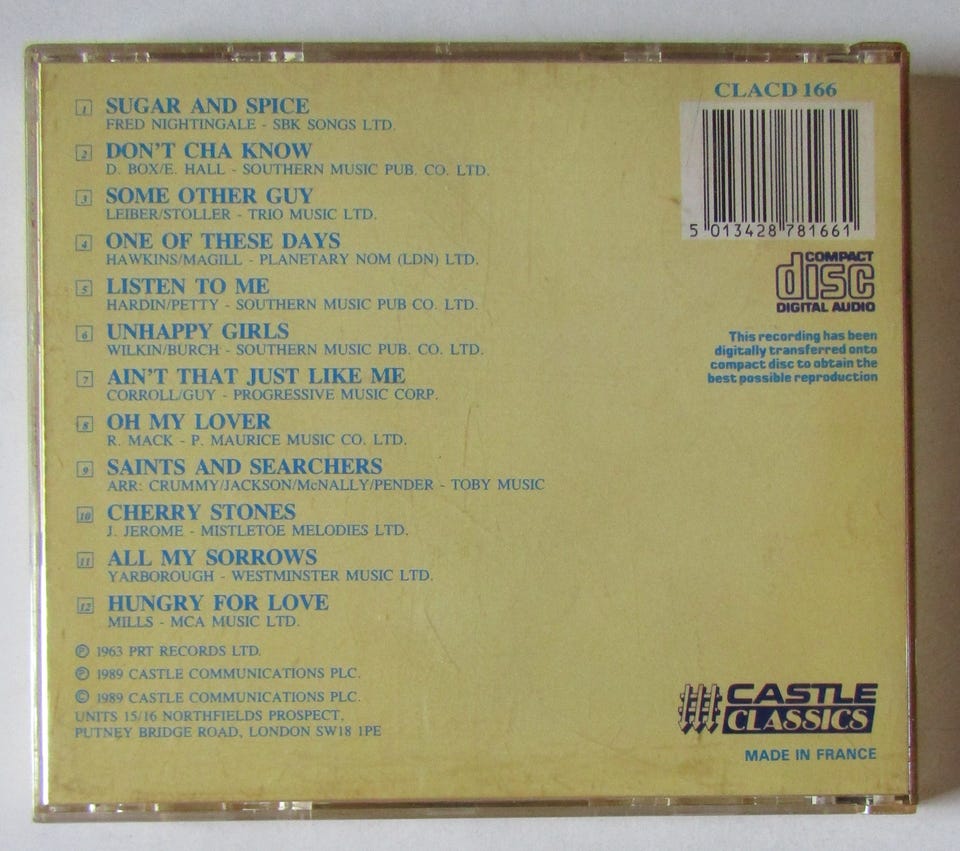 1 SUGAR AND SPICE
FRED NIGHTINGALE - SBK SONGS LTD.
2 DON'T CHA KNOW
D. BOX/E. HALL - SOUTHERN MUSIC PUB. CO. LTD.
3 SOME OTHER GUY
LEIBER/STOLLER - TRIO MUSIC LTD.
4 ONE OF THESE DAYS
HAWKINS/MAGILL - PLANETARY NOM (LDN) LTD.
5 LISTEN TO ME
HARDIN/PETTY - SOUTHERN MUSIC PUB CO. LTD.
6 UNHAPPY GIRLS
WILKIN/BURCH - SOUTHERN MUSIC PUB. CO. LTD.
7 AIN'T THAT JUST LIKE ME
CORROLL/GUY - PROGRESSIVE MUSIC CORP.
8 OH MY LOVER
R. MACK - P. MAURICE MUSIC CO. LTD.
9 SAINTS AND SEARCHERS
ARR: CRUMMY/JACKSON/McNALLY/PENDER - TOBY MUSIC
10 CHERRY STONES
J. JEROME - MISTLETOE MELODIES LTD.
11 ALL MY SORROWS
YARBOROUGH - WESTMINSTER MUSIC LTD.
12 HUNGRY FOR LOVE
MILLS - MCA MUSIC LTD.
℗ 1963 PRT RECORDS LTD.
℗ 1989 CASTLE COMMUNICATIONS PLC.
© 1989 CASTLE COMMUNICATIONS PLC.
UNITS 15/16 NORTHFIELDS PROSPECT,
PUTNEY BRIDGE ROAD, LONDON SW18 1PE
CLACD 166
5 013428 781661
COMPACT
disc
DIGITAL AUDIO
This recording has been
digitally transferred onto
compact disc to obtain the
best possible reproduction
CASTLE
CLASSICS
MADE IN FRANCE